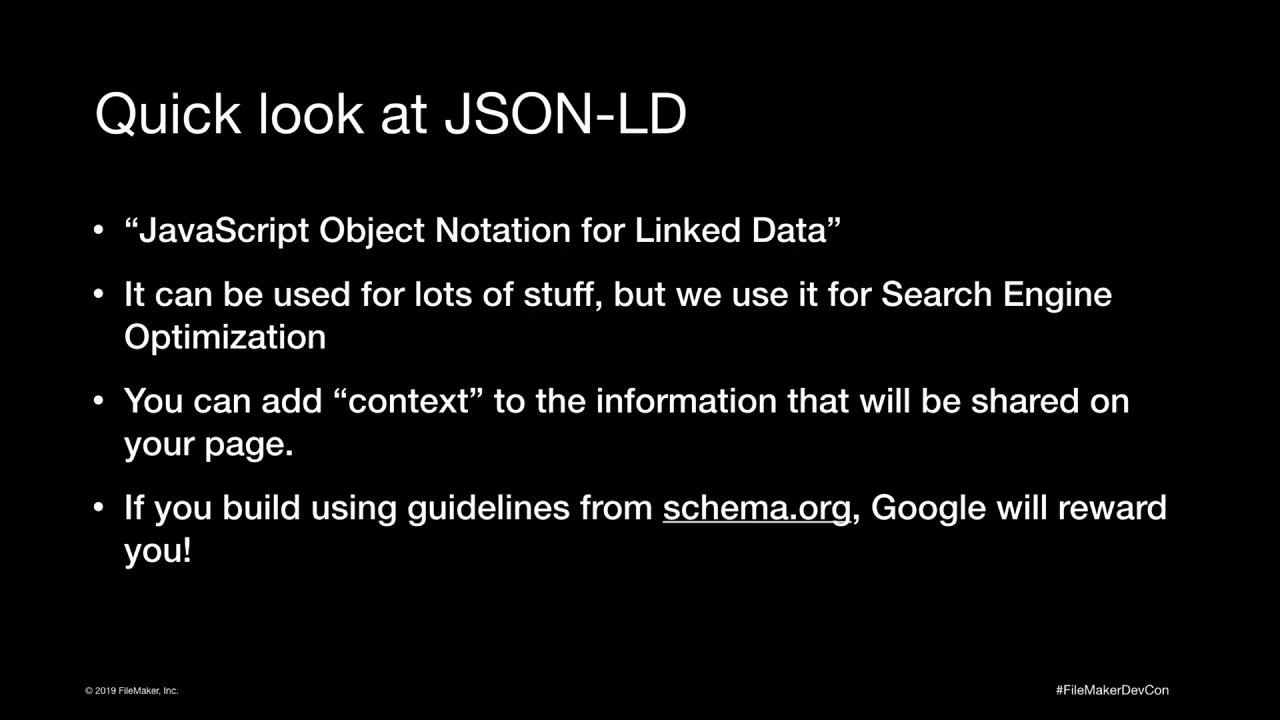 Quick look at JSON-LD
• “JavaScript Object Notation for Linked Data”
• It can be used for lots of stuff, but we use it for Search Engine
Optimization
• You can add “context” to the information that will be shared on
your page.
• If you build using guidelines from schema.org, Google will reward
you!
© 2019 FileMaker, Inc.
#FileMakerDevCon